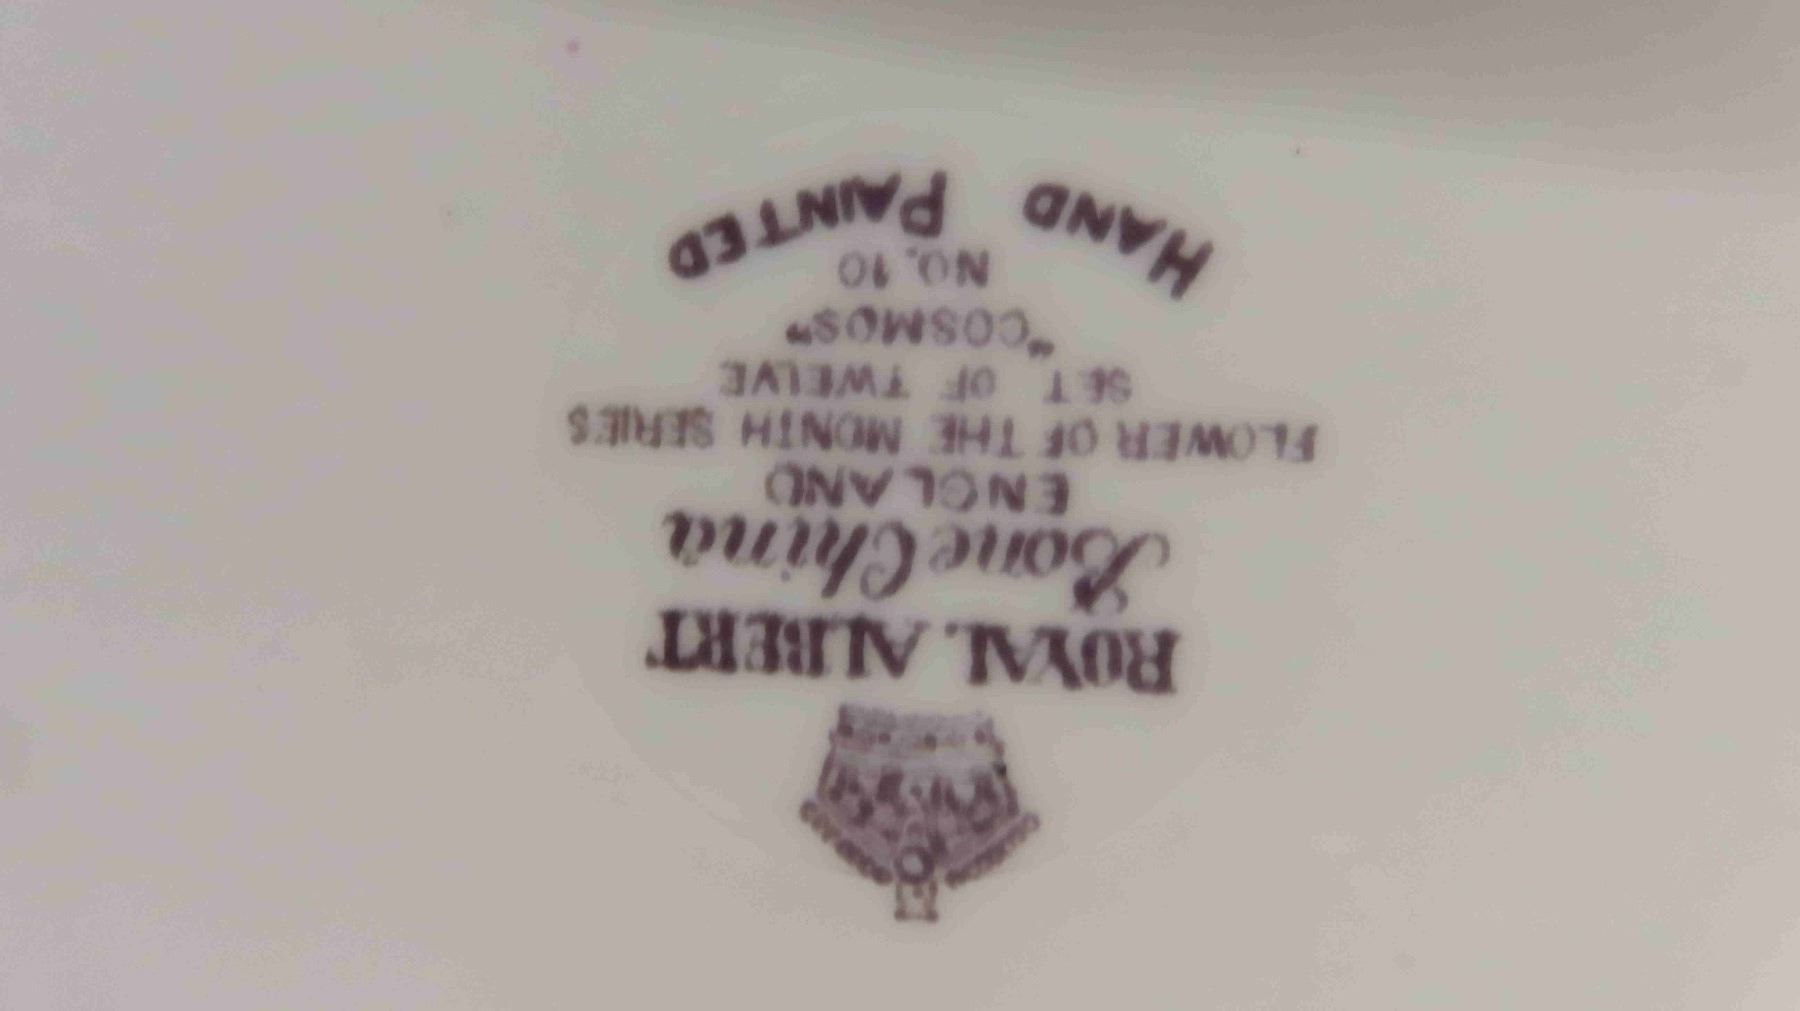 ROYAL ALBERT
Bone China
ENGLAND
FLOWER OF THE MONTH SERIES
SET OF TWELVE
"COSMOS"
NO. 10
HAND PAINTED